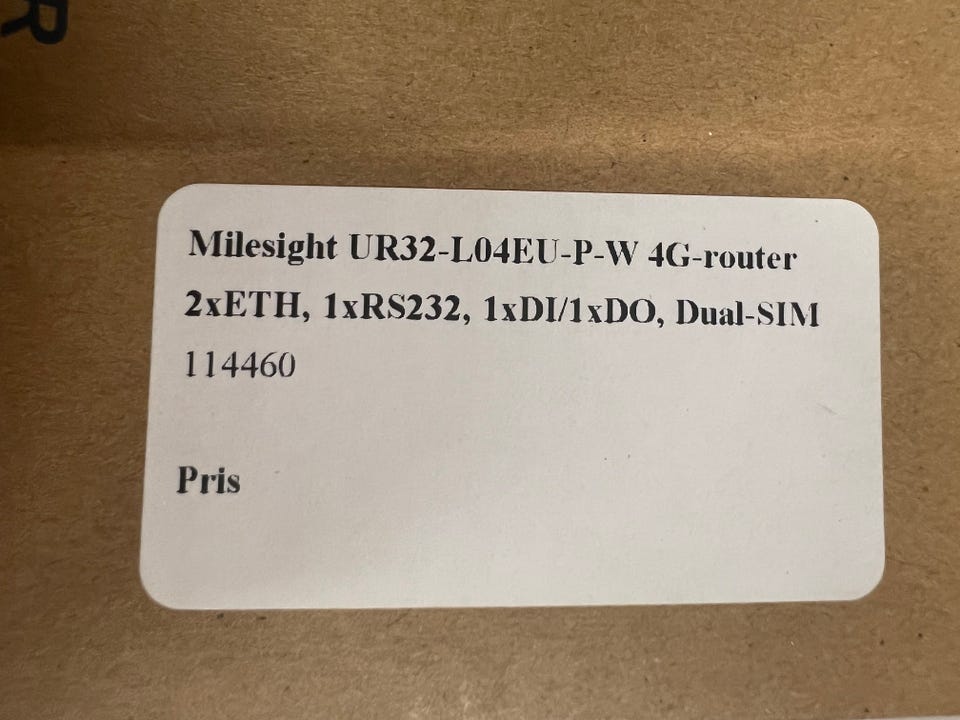 R
Milesight UR32-L04EU-P-W 4G-router
2xETH, 1xRS232, 1xDI/1xDO, Dual-SIM
114460
Pris